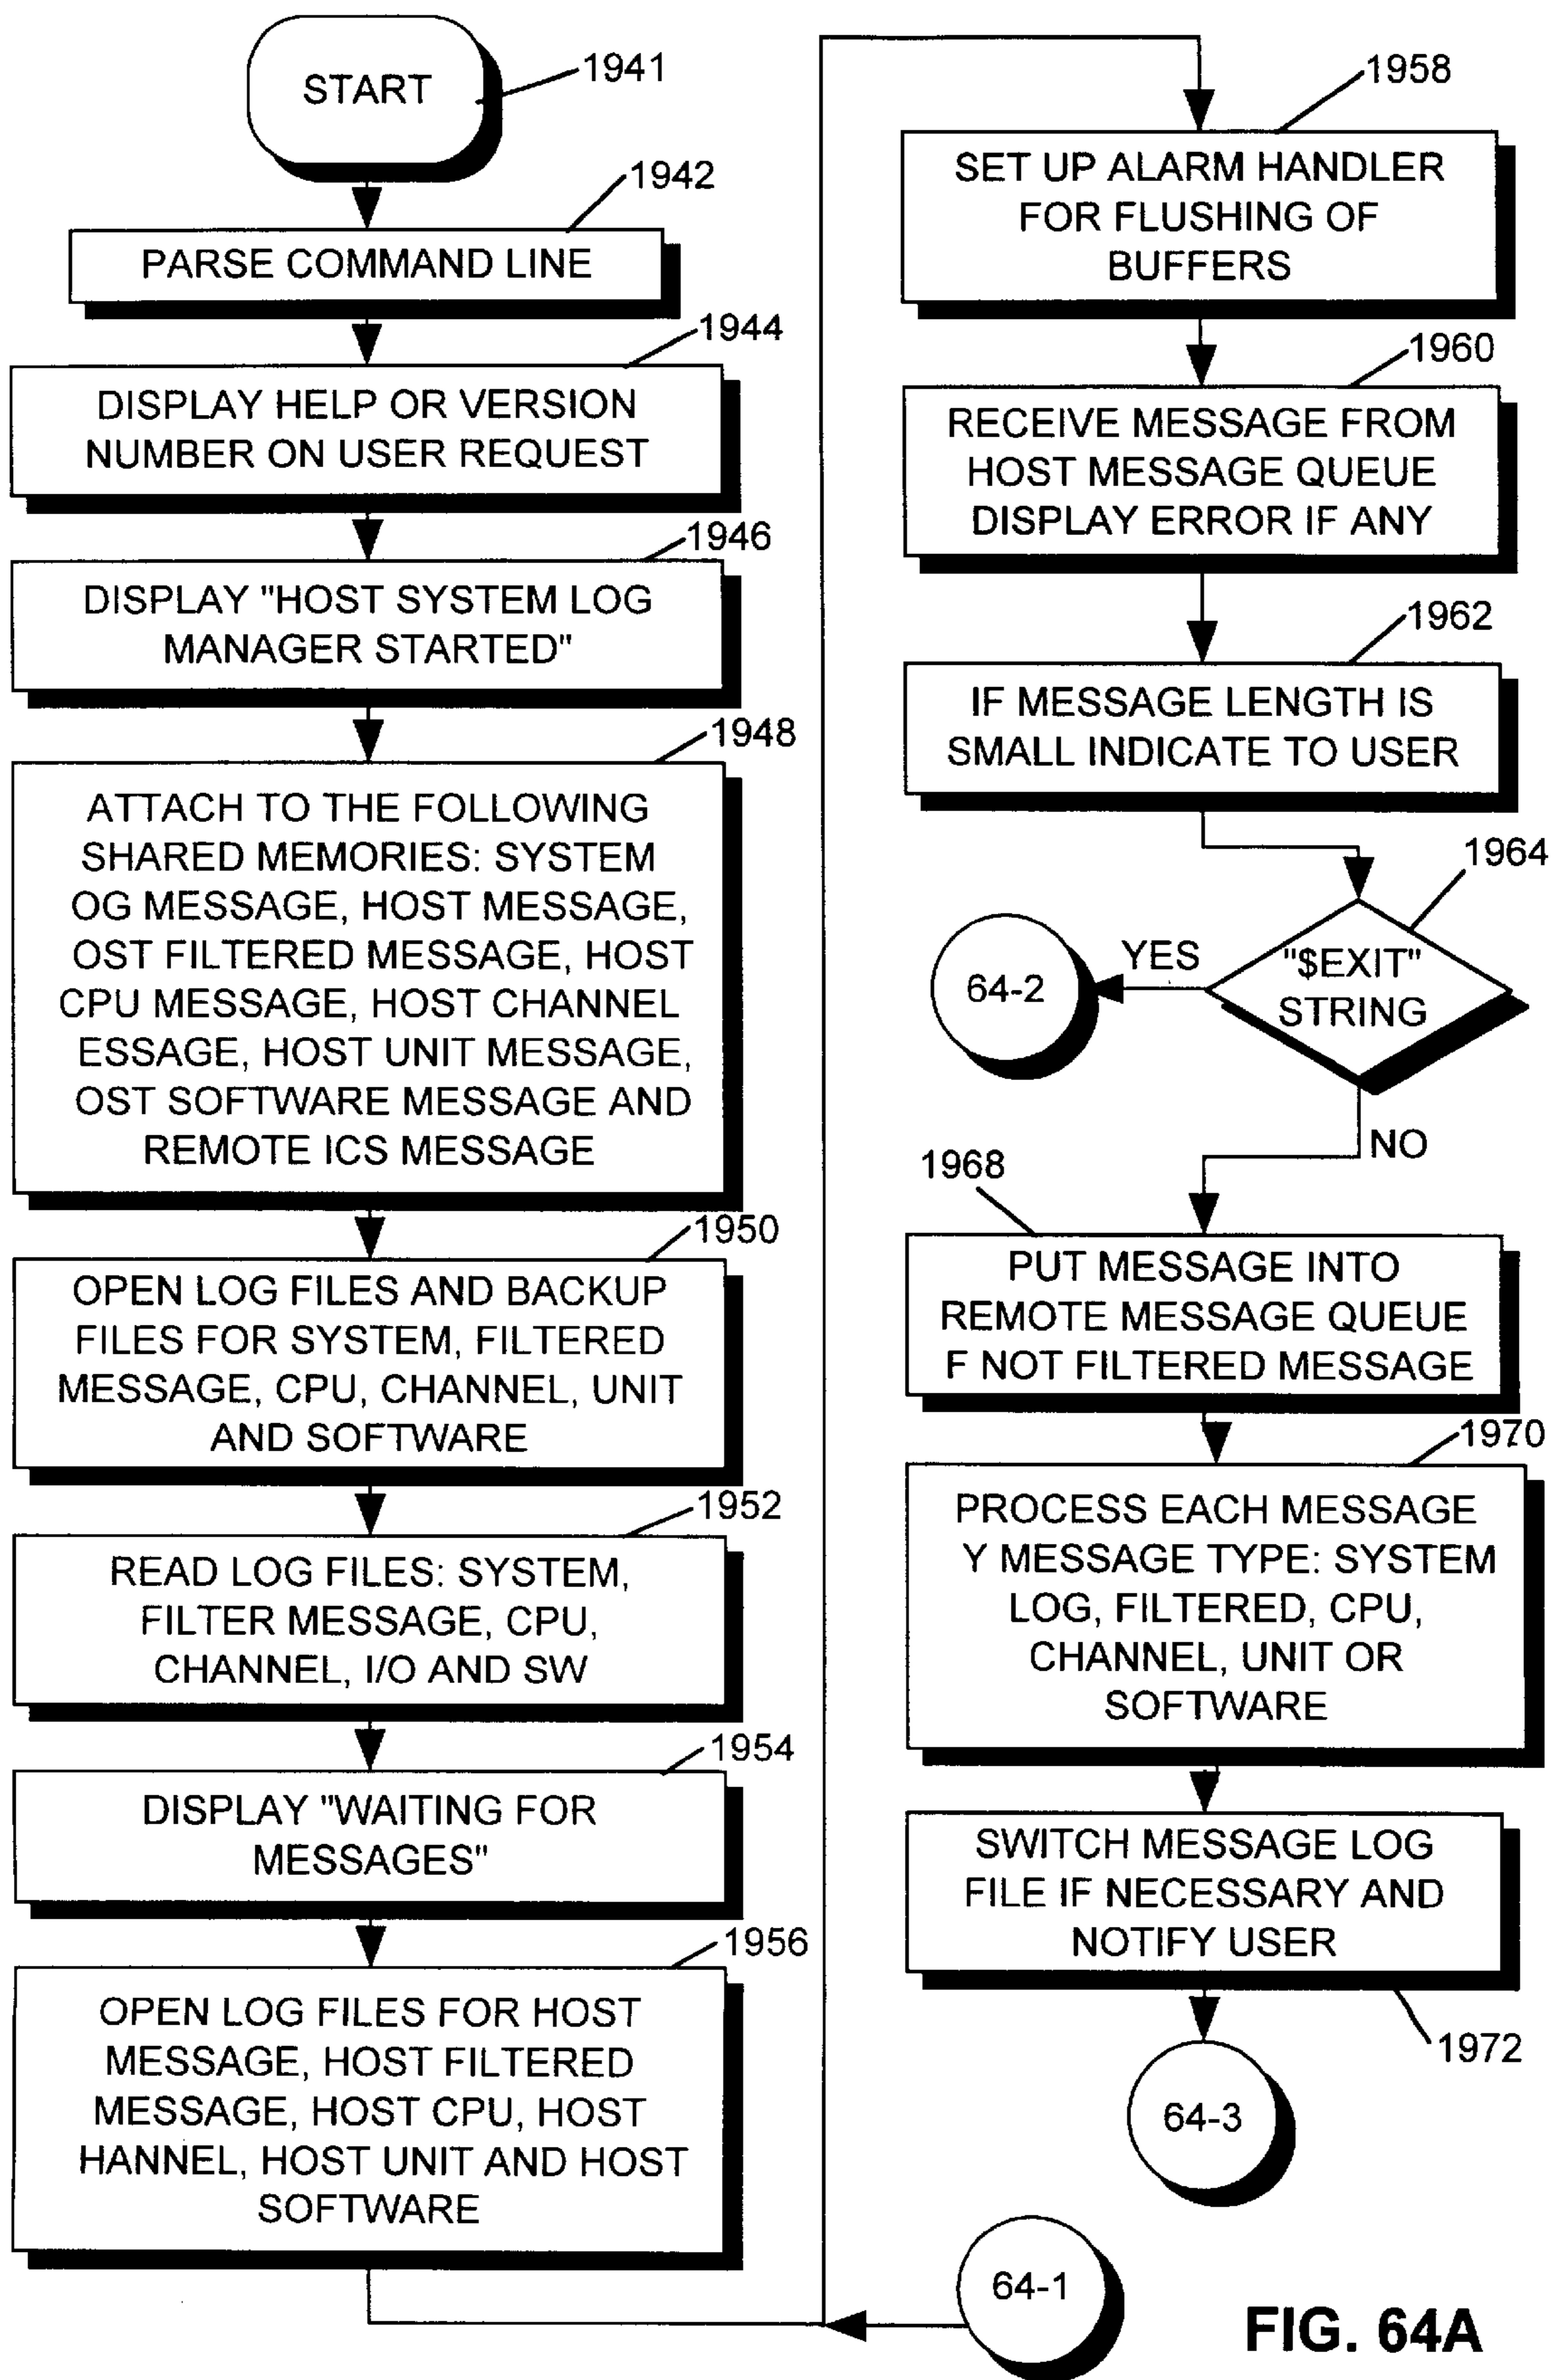 START
1941
1942
PARSE COMMAND LINE
1944
DISPLAY HELP OR VERSION
NUMBER ON USER REQUEST
1946
DISPLAY "HOST SYSTEM LOG
MANAGER STARTED"
1948
ATTACH TO THE FOLLOWING
SHARED MEMORIES: SYSTEM
OG MESSAGE, HOST MESSAGE,
OST FILTERED MESSAGE, HOST
CPU MESSAGE, HOST CHANNEL
ESSAGE, HOST UNIT MESSAGE,
OST SOFTWARE MESSAGE AND
REMOTE ICS MESSAGE
1950
OPEN LOG FILES AND BACKUP
FILES FOR SYSTEM, FILTERED
MESSAGE, CPU, CHANNEL, UNIT
AND SOFTWARE
1952
READ LOG FILES: SYSTEM,
FILTER MESSAGE, CPU,
CHANNEL, I/O AND SW
1954
DISPLAY "WAITING FOR
MESSAGES"
1956
OPEN LOG FILES FOR HOST
MESSAGE, HOST FILTERED
MESSAGE, HOST CPU, HOST
HANNEL, HOST UNIT AND HOST
SOFTWARE
1958
SET UP ALARM HANDLER
FOR FLUSHING OF
BUFFERS
1960
RECEIVE MESSAGE FROM
HOST MESSAGE QUEUE
DISPLAY ERROR IF ANY
1962
IF MESSAGE LENGTH IS
SMALL INDICATE TO USER
1964
"$EXIT"
STRING
YES
64-2
NO
1968
PUT MESSAGE INTO
REMOTE MESSAGE QUEUE
F NOT FILTERED MESSAGE
1970
PROCESS EACH MESSAGE
Y MESSAGE TYPE: SYSTEM
LOG, FILTERED, CPU,
CHANNEL, UNIT OR
SOFTWARE
SWITCH MESSAGE LOG
FILE IF NECESSARY AND
NOTIFY USER
1972
64-3
64-1
FIG. 64A